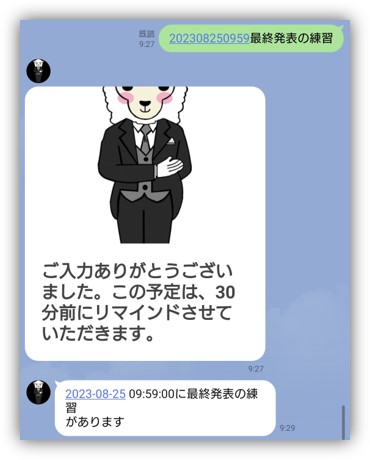 既読
9:27
202308250959最終発表の練習
ご入力ありがとうござい
ました。この予定は、30
分前にリマインドさせて
いただきます。
9:27
2023-08-25 09:59:00に最終発表の練
習
があります
9:29